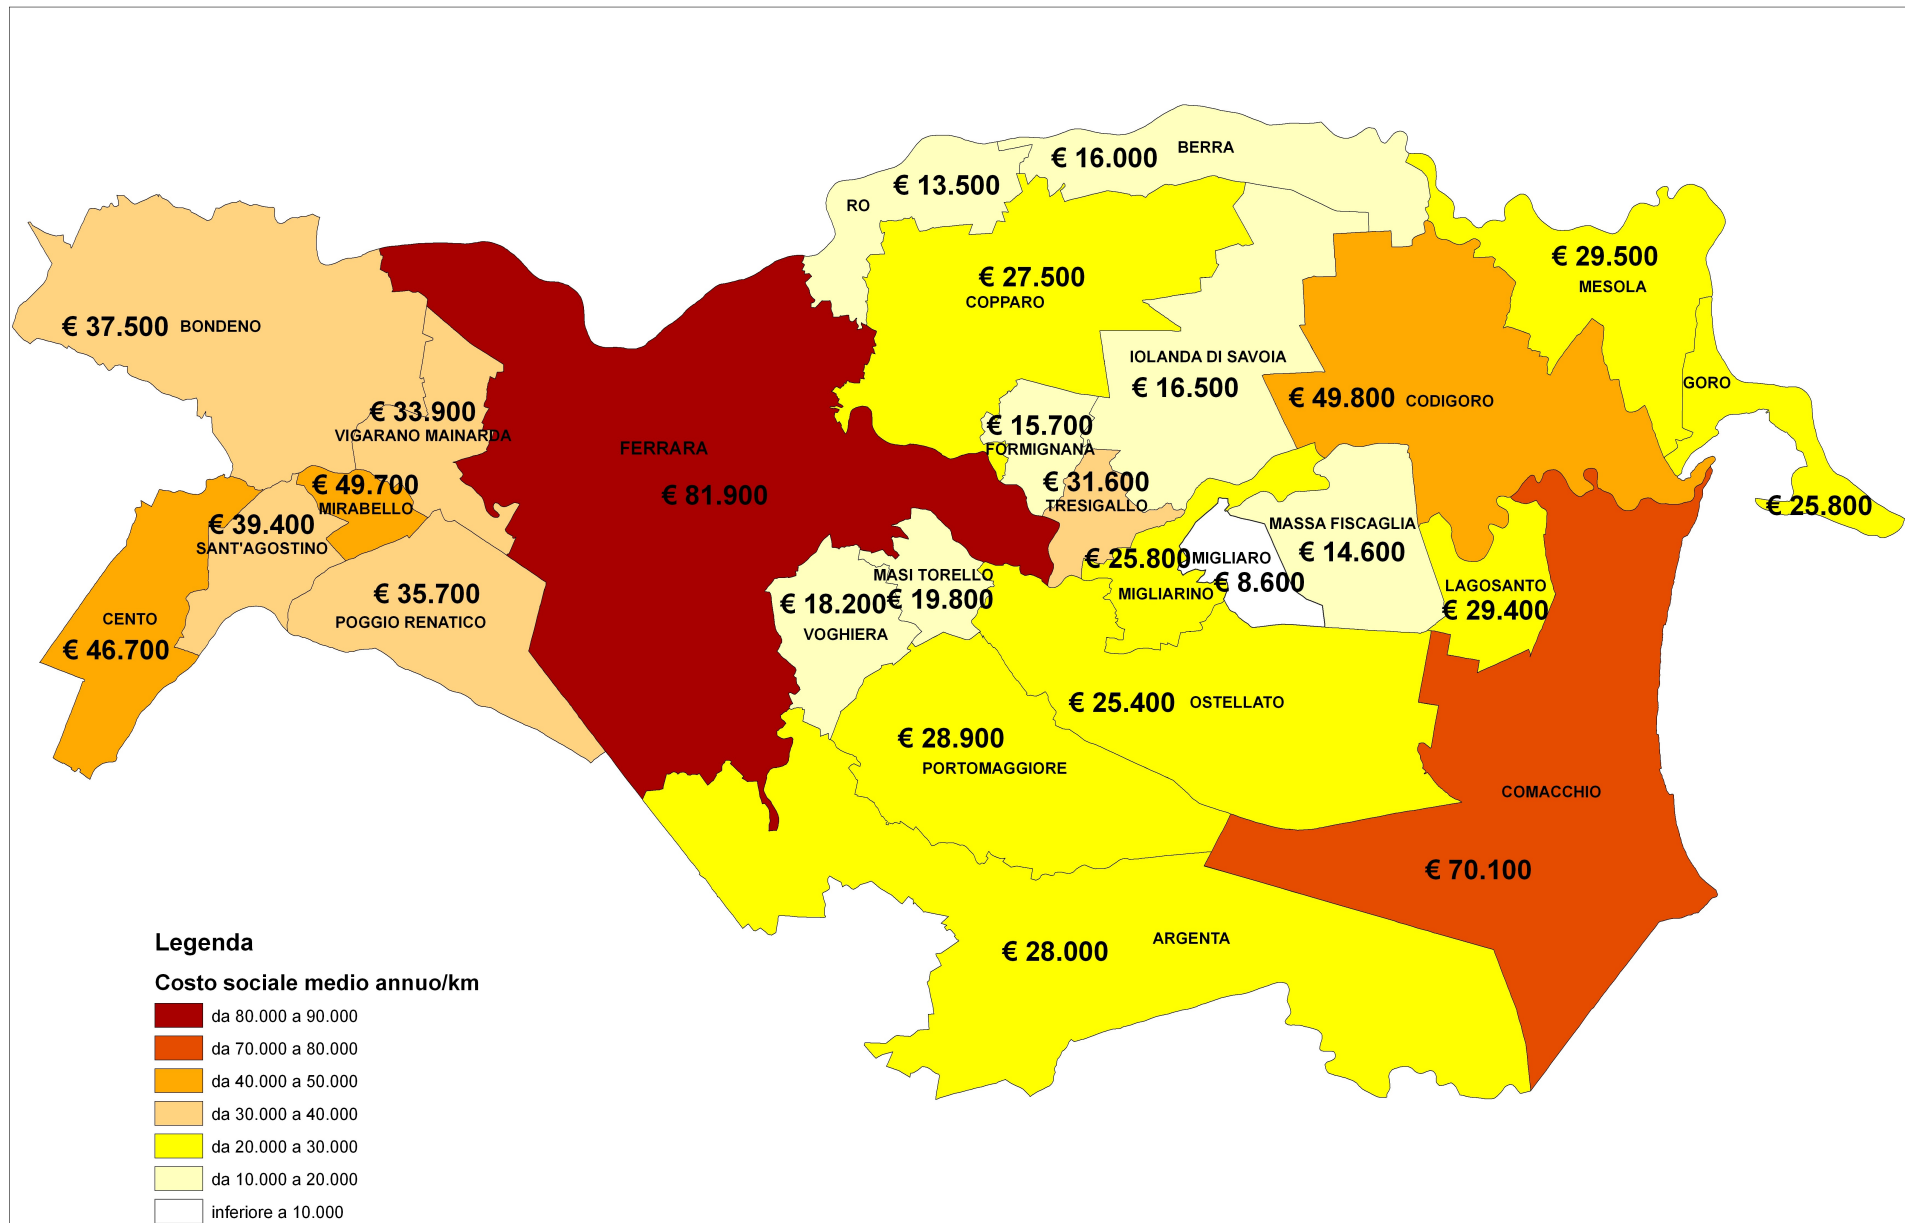 BERRA
€ 16.000
€ 13.500
RO
€ 29.500
MESOLA
€ 27.500
COPPARO
€ 37.500 BONDENO
IOLANDA DI SAVOIA
€ 16.500
GORO
€ 49.800 CODIGORO
€ 33.900
VIGARANO MAINARDA
€ 15.700
FORMIGNANA
FERRARA
€ 81.900
€ 31.600
TRESIGALLO
€ 49.700
MIRABELLO
€ 25.800
€ 39.400
SANT'AGOSTINO
MASSA FISCAGLIA
€ 14.600
€ 25.800
MIGLIARINO
MIGLIARO
€ 8.600
MASI TORELLO
€ 19.800
€ 18.200
VOGHIERA
LAGOSANTO
€ 29.400
€ 35.700
POGGIO RENATICO
CENTO
€ 46.700
€ 25.400 OSTELLATO
€ 28.900
PORTOMAGGIORE
COMACCHIO
€ 70.100
ARGENTA
€ 28.000
Legenda
Costo sociale medio annuo/km
da 80.000 a 90.000
da 70.000 a 80.000
da 40.000 a 50.000
da 30.000 a 40.000
da 20.000 a 30.000
da 10.000 a 20.000
inferiore a 10.000